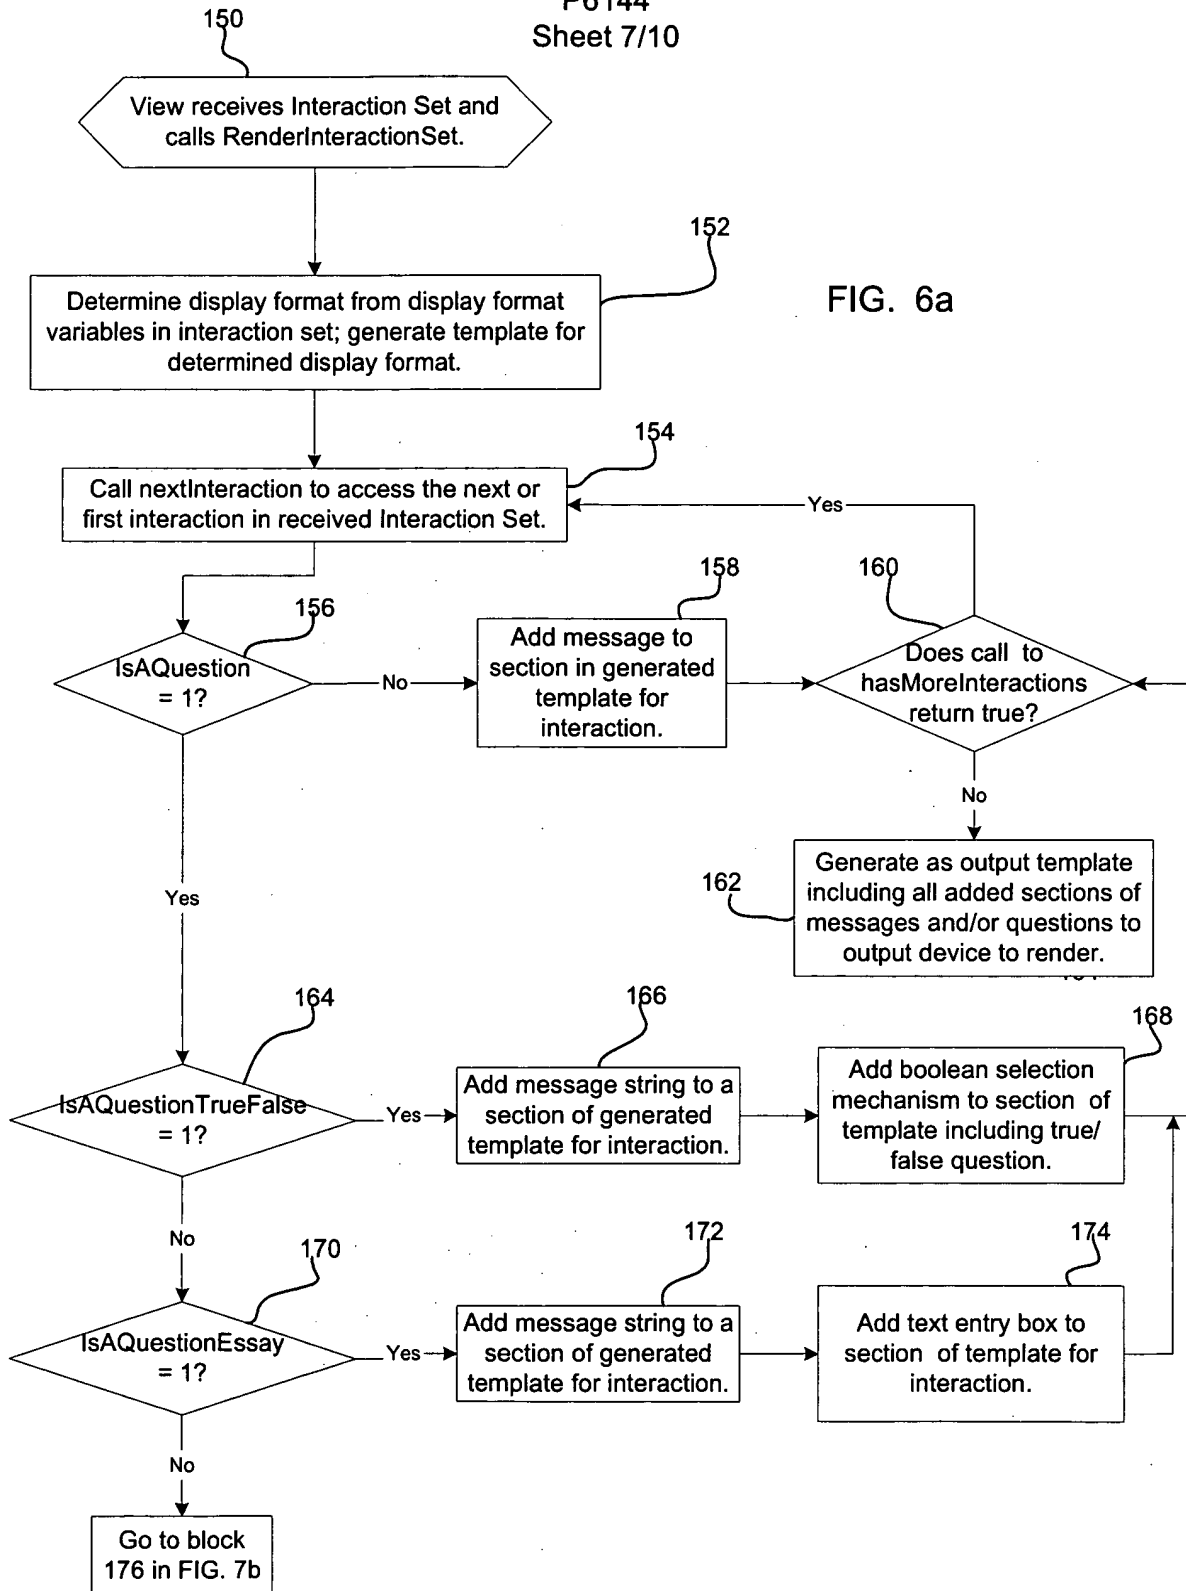 P6144
Sheet 7/10
150
View receives Interaction Set and
calls RenderInteractionSet.
152
Determine display format from display format
variables in interaction set; generate template for
determined display format.
FIG. 6a
154
Call nextInteraction to access the next or
first interaction in received Interaction Set.
Yes
156
IsAQuestion
= 1?
No
158
Add message to
section in generated
template for
interaction.
160
Does call to
hasMoreInteractions
return true?
No
162
Generate as output template
including all added sections of
messages and/or questions to
output device to render.
Yes
164
IsAQuestionTrueFalse
= 1?
Yes
166
Add message string to a
section of generated
template for interaction.
168
Add boolean selection
mechanism to section of
template including true/
false question.
No
170
IsAQuestionEssay
= 1?
Yes
172
Add message string to a
section of generated
template for interaction.
174
Add text entry box to
section of template for
interaction.
No
Go to block
176 in FIG. 7b